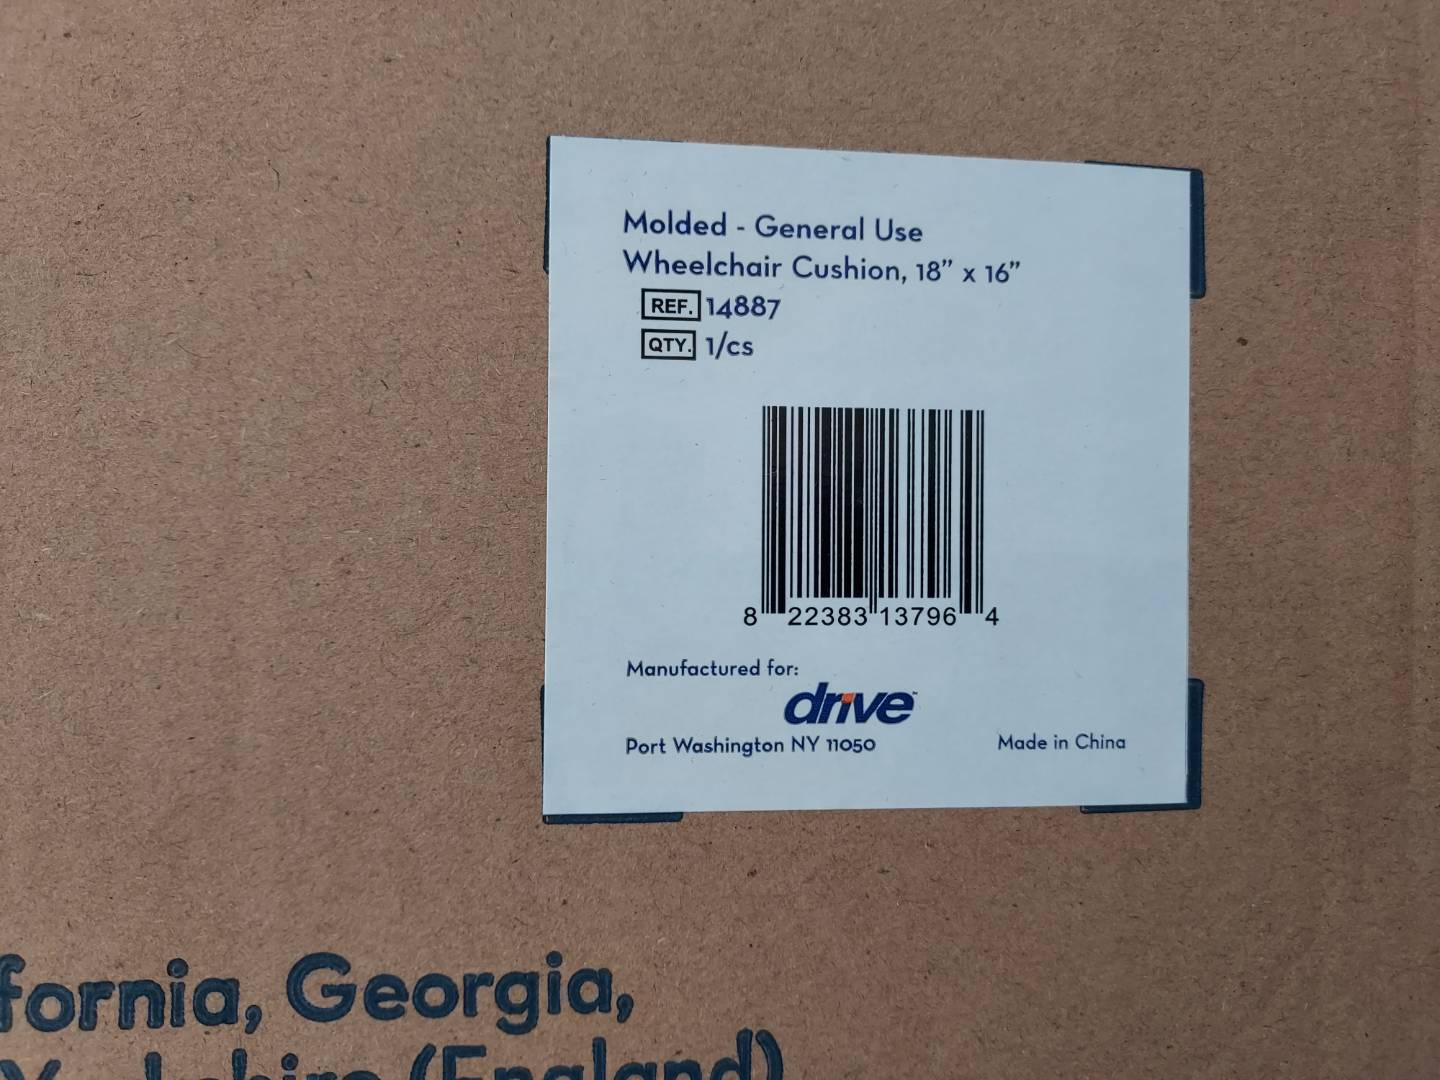 Molded - General Use
Wheelchair Cushion, 18” x 16”
REF. 14887
QTY. 1/cs
8 22383 13796 4
Manufactured for:
drive
Port Washington NY 11050
Made in China
fornia, Georgia,
(England)